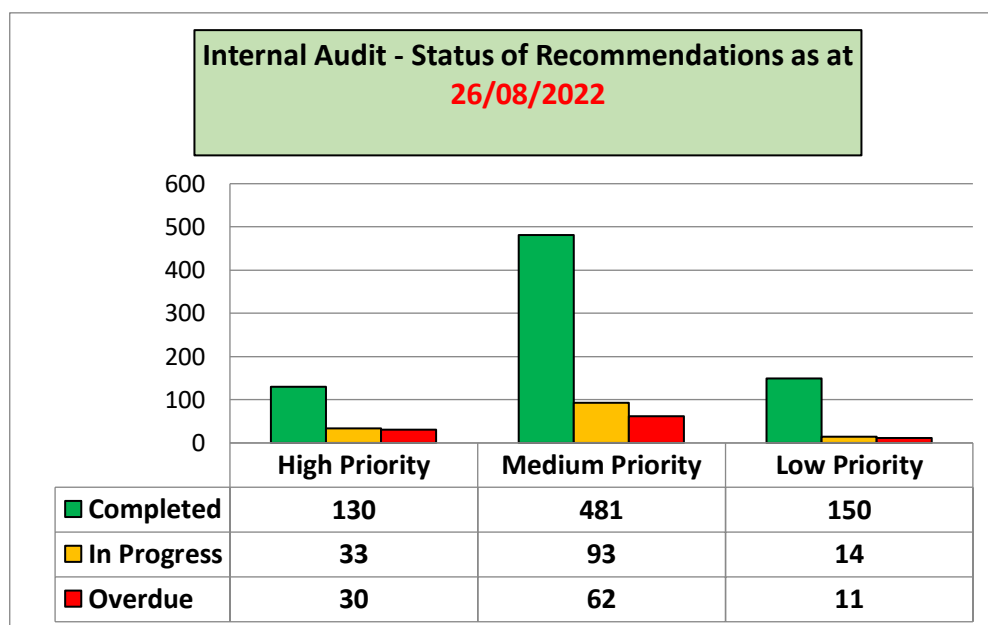 Internal Audit - Status of Recommendations as at
26/08/2022
600
500
400
300
200
100
0
High Priority Medium Priority Low Priority
Completed 130 481 150
In Progress 33 93 14
Overdue 30 62 11